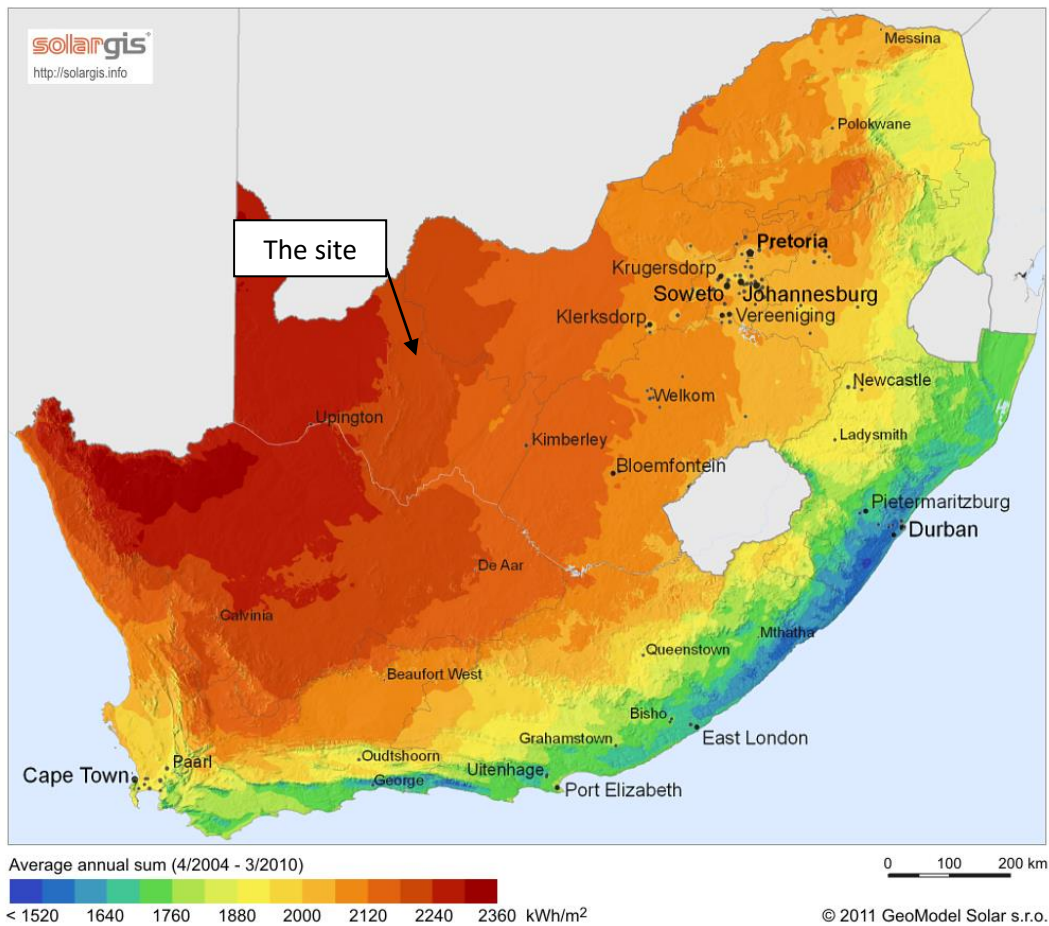 solargis
http://solargis.info
Messina
Polokwane
The site
Pretoria
Krugersdorp
Soweto Johannesburg
Klerksdorp Vereeniging
Newcastle
Welkom
Upington
Kimberley
Ladysmith
Bloemfontein
Pietermaritzburg
Durban
De Aar
Calvinia
Mthatha
Queenstown
Beaufort West
Bisho
Grahamstown
East London
Oudtshoorn
Paarl
Uitenhage
Cape Town
George
Port Elizabeth
Average annual sum (4/2004 - 3/2010)
0 100 200 km
< 1520 1640 1760 1880 2000 2120 2240 2360 kWh/m²
© 2011 GeoModel Solar s.r.o.